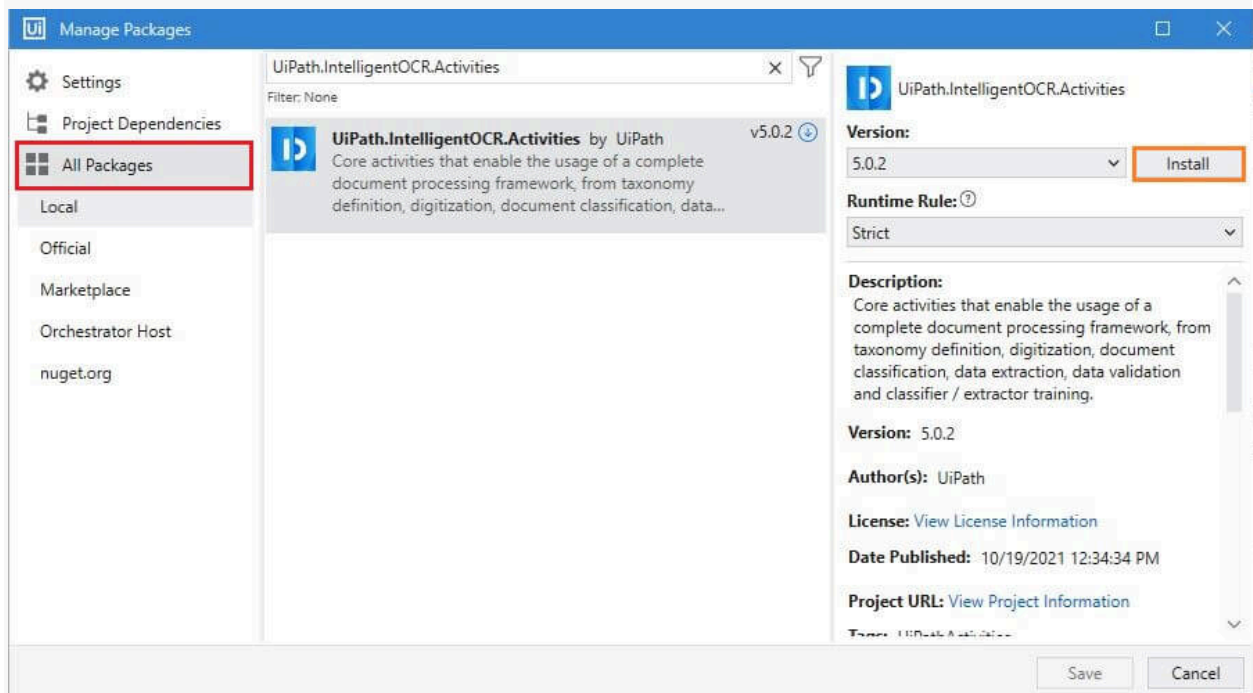 Ui Manage Packages
Settings
Project Dependencies
All Packages
Local
Official
Marketplace
Orchestrator Host
nuget.org
UiPath.IntelligentOCR.Activities
Filter: None
UiPath.IntelligentOCR.Activities by UiPath v5.0.2
Core activities that enable the usage of a complete
document processing framework, from taxonomy
definition, digitization, document classification, data...
UiPath.IntelligentOCR.Activities
Version:
5.0.2 Install
Runtime Rule:
Strict
Description:
Core activities that enable the usage of a
complete document processing framework, from
taxonomy definition, digitization, document
classification, data extraction, data validation
and classifier / extractor training.
Version: 5.0.2
Author(s): UiPath
License: View License Information
Date Published: 10/19/2021 12:34:34 PM
Project URL: View Project Information
Tags: UiPathActivities
Save Cancel